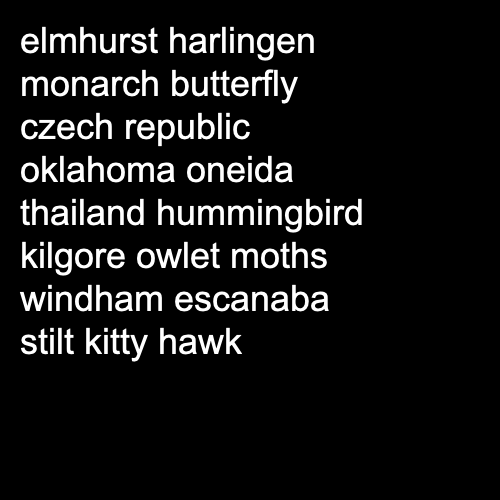 elmhurst harlingen
monarch butterfly
czech republic
oklahoma oneida
thailand hummingbird
kilgore owlet moths
windham escanaba
stilt kitty hawk